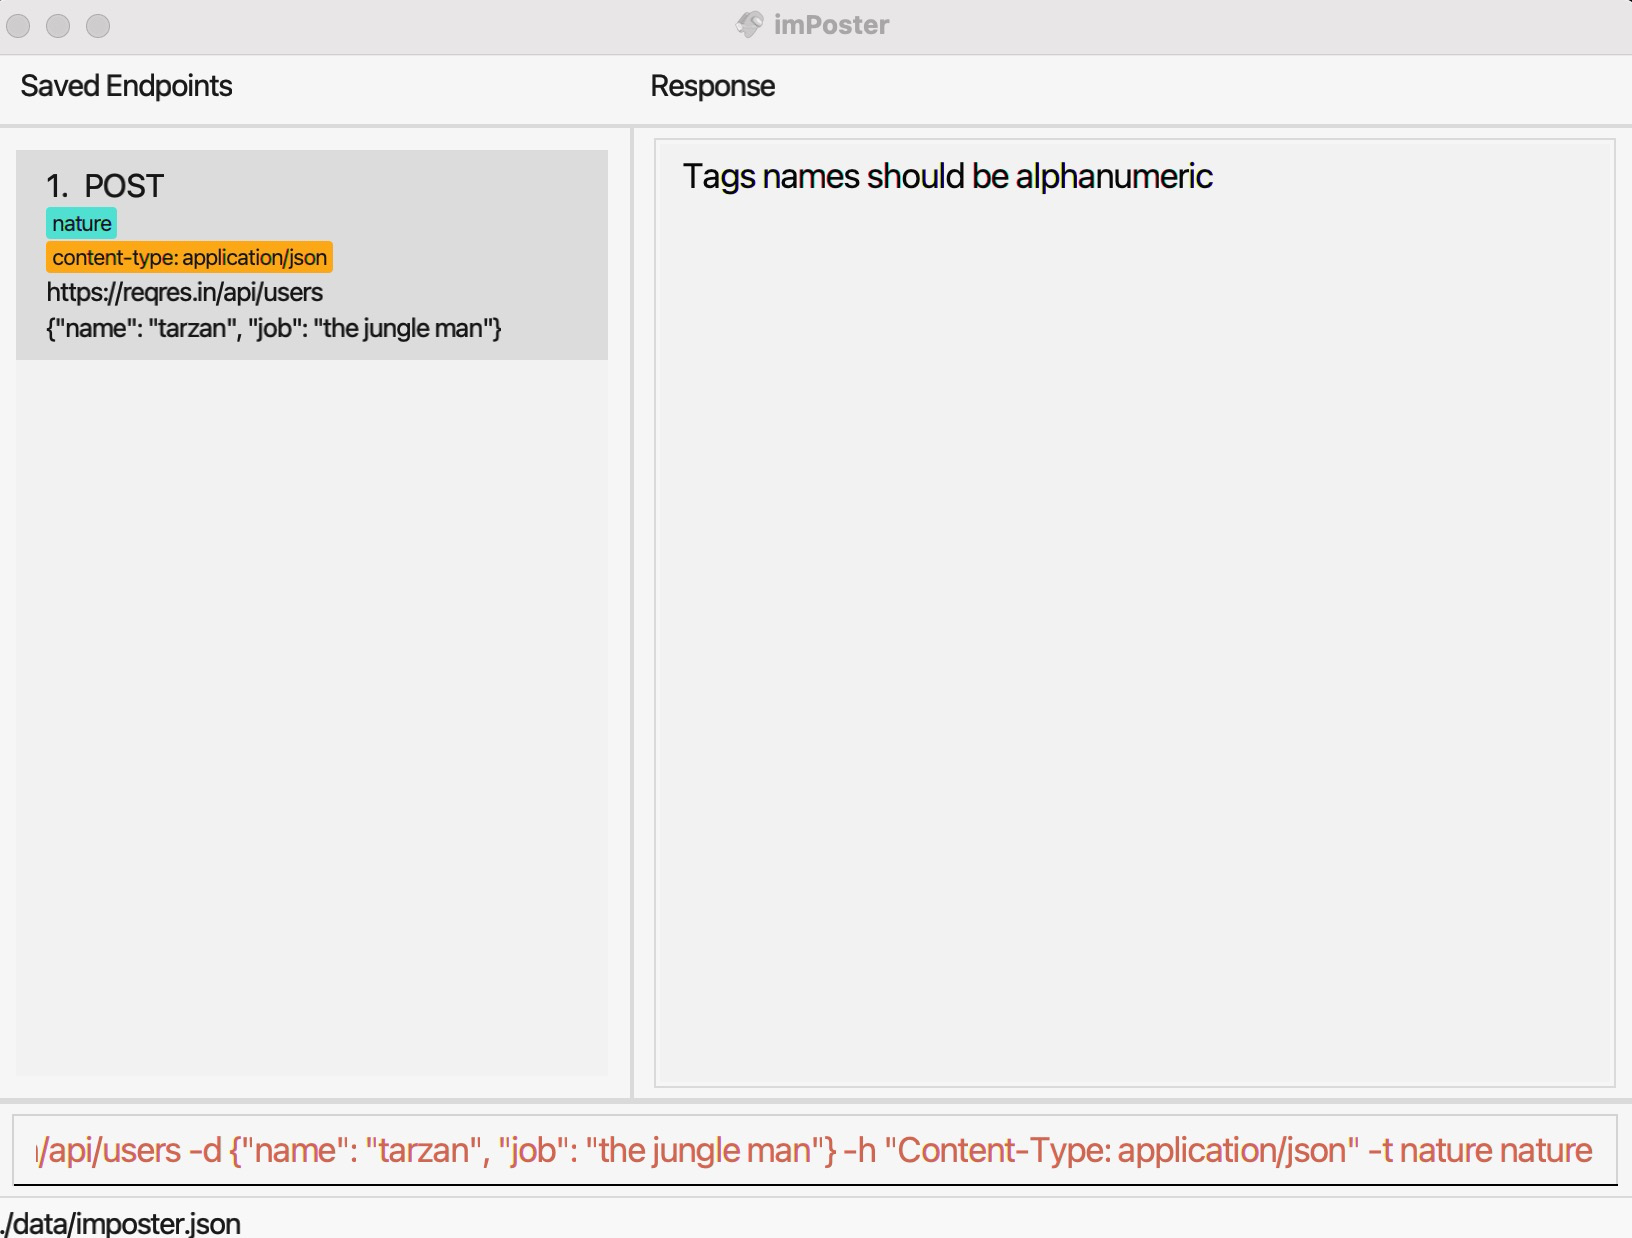 imPoster
Saved Endpoints
Response
1. POST
nature
content-type: application/json
https://reqres.in/api/users
{"name": "tarzan", "job": "the jungle man"}
Tags names should be alphanumeric
/api/users -d {"name": "tarzan", "job": "the jungle man"} -h "Content-Type: application/json" -t nature nature
./data/imposter.json